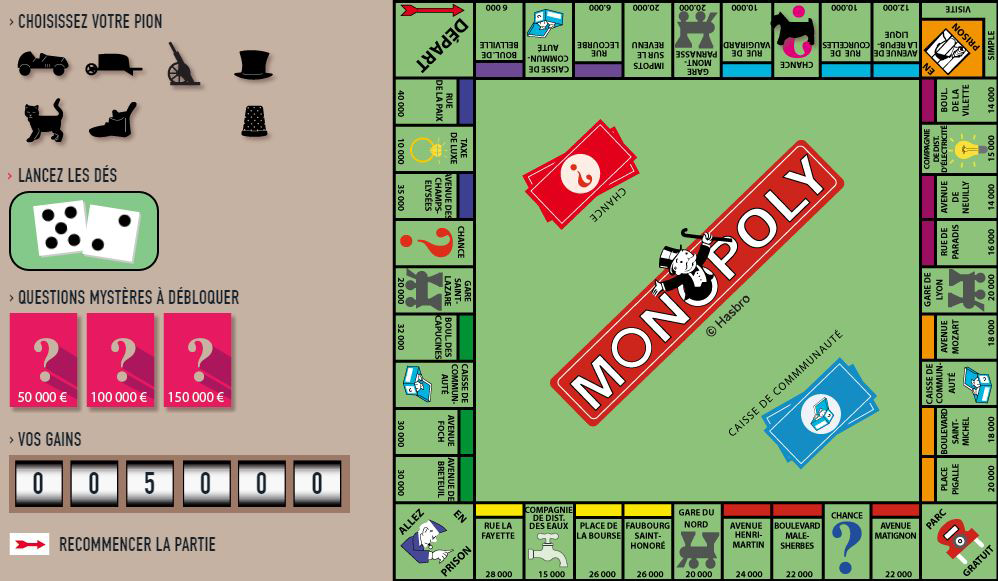 › CHOISISSEZ VOTRE PION
› LANCEZ LES DÉS
› QUESTIONS MYSTÈRES À DÉBLOQUER
?
50 000 €
?
100 000 €
?
150 000 €
› VOS GAINS
0 0 5 0 0 0
RECOMMENCER LA PARTIE
DÉPART
6 000
BOUL. DE
BELLVILLE
CAISSE DE
COMMUN-
AUTÉ
6.000
RUE
LECOURBE
20.000
IMPOTS
SUR LE
REVENU
20.000
GARE
MONT-
PARNASSE
10.000
RUE DE
VAUGIRARD
CHANCE
?
10.000
RUE DE
COURCELLES
12.000
AVENUE DE
LA REPUB-
LIQUE
VISITE
SIMPLE
EN
PRISON
BOUL.
DE LA
VILETTE
14 000
COMPAGNIE
DE DIST.
D'ÉLECTRICITÉ
15 000
AVENUE
DE
NEUILLY
14 000
RUE DE
PARADIS
16 000
GARE DE
LYON
20 000
AVENUE
MOZART
18 000
CAISSE DE
COMMUN-
AUTÉ
BOULEVARD
SAINT-
MICHEL
18 000
PLACE
PIGALLE
20 000
PARC
GRATUIT
AVENUE
MATIGNON
22 000
CHANCE
?
BOULEVARD
MALE-
SHERBES
22 000
AVENUE
HENRI-
MARTIN
24 000
GARE DU
NORD
20 000
FAUBOURG
SAINT-
HONORÉ
26 000
PLACE DE
LA BOURSE
26 000
COMPAGNIE
DE DIST.
DES EAUX
15 000
RUE LA
FAYETTE
28 000
ALLEZ
EN
PRISON
AVENUE DE
BRETEUIL
30 000
AVENUE
FOCH
30 000
CAISSE DE
COMMUN-
AUTÉ
BOUL DES
CAPUCINES
32 000
GARE
SAINT-
LAZARE
20 000
CHANCE
?
AVENUE DES
CHAMPS-
ELYSÉES
35 000
TAXE
DE LUXE
10 000
RUE
DE LA PAIX
40 000
?
CHANCE
MONOPOLY
© Hasbro
CAISSE DE COMMMUNAUTÉ